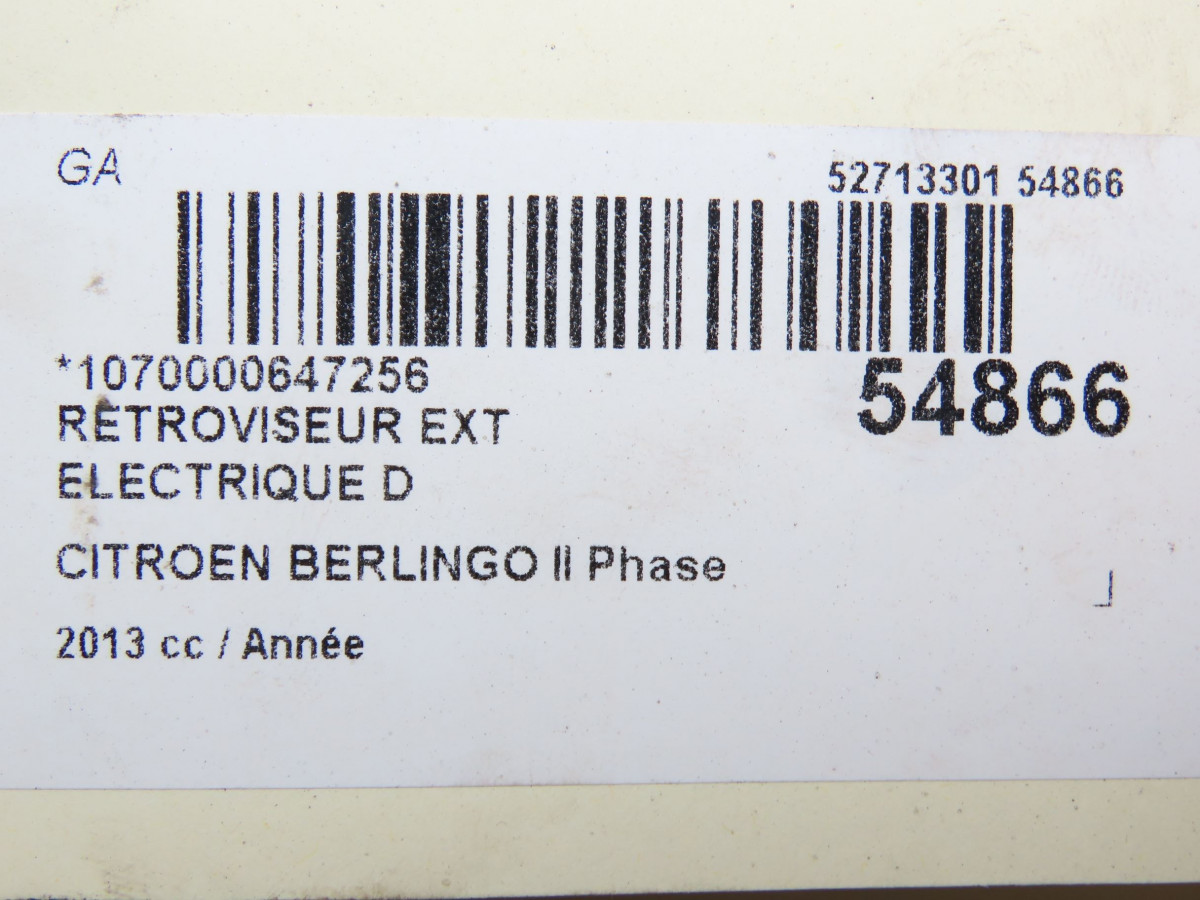 GA
52713301 54866
*1070000647256
54866
RETROVISEUR EXT
ELECTRIQUE D
CITROEN BERLINGO II Phase
2013 cc / Année